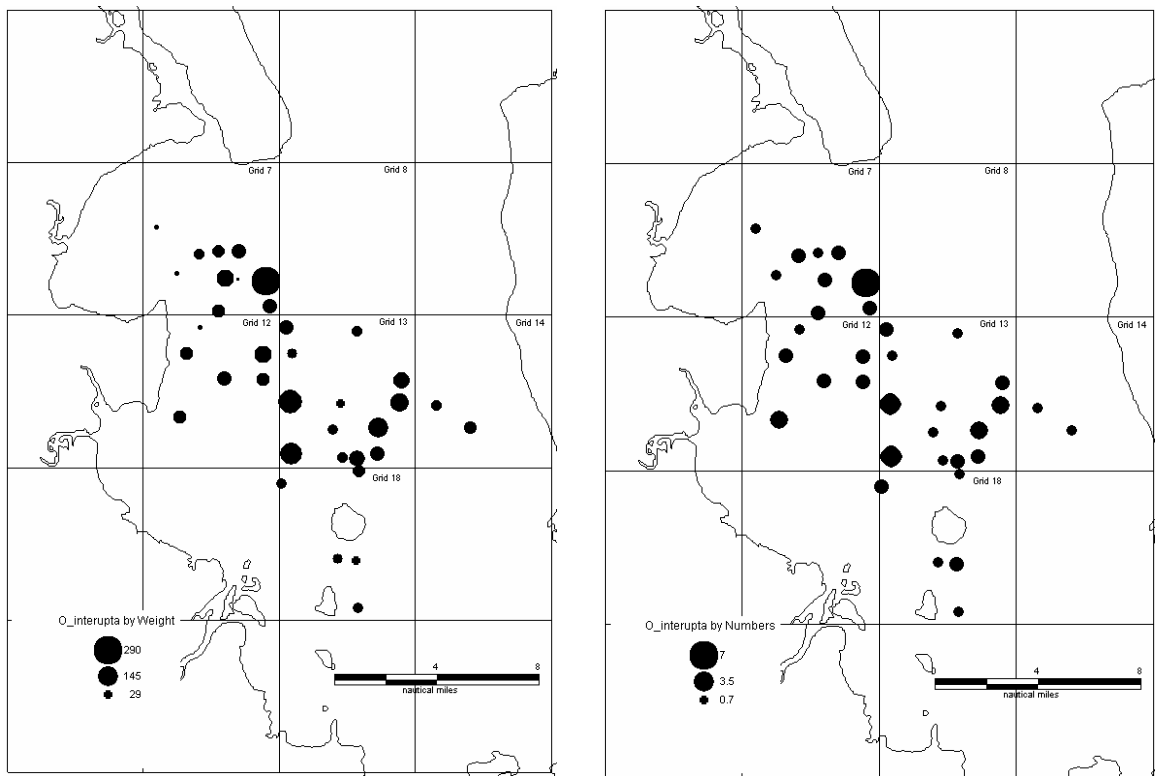 Grid 7
Grid 8
Grid 12
Grid 13
Grid 14
Grid 18
O_interupta by Weight
290
145
29
0 4 8
nautical miles
Grid 7
Grid 8
Grid 12
Grid 13
Grid 14
Grid 18
O_interupta by Numbers
7
3.5
0.7
0 4 8
nautical miles